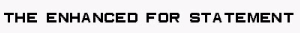 THE ENHANCED FOR STATEMENT